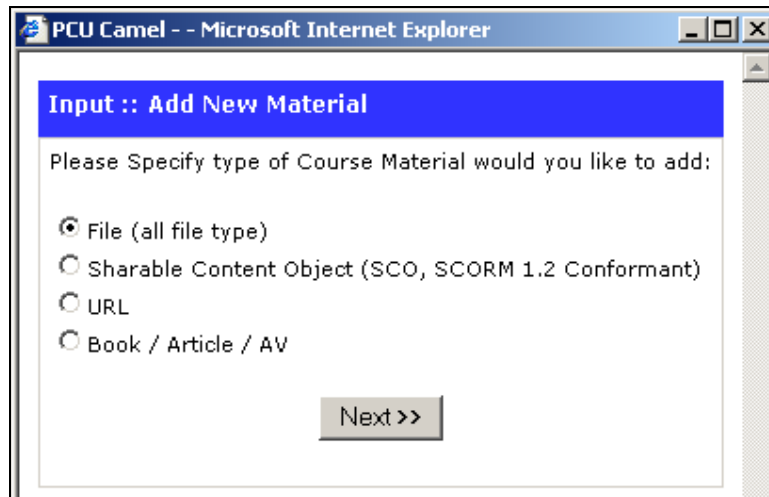 PCU Camel - - Microsoft Internet Explorer
Input :: Add New Material
Please Specify type of Course Material would you like to add:
File (all file type)
Sharable Content Object (SCO, SCORM 1.2 Conformant)
URL
Book / Article / AV
Next >>